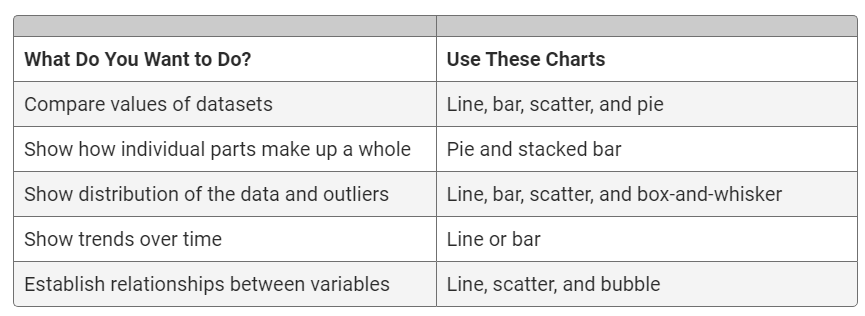 What Do You Want to Do? Use These Charts
Compare values of datasets Line, bar, scatter, and pie
Show how individual parts make up a whole Pie and stacked bar
Show distribution of the data and outliers Line, bar, scatter, and box-and-whisker
Show trends over time Line or bar
Establish relationships between variables Line, scatter, and bubble